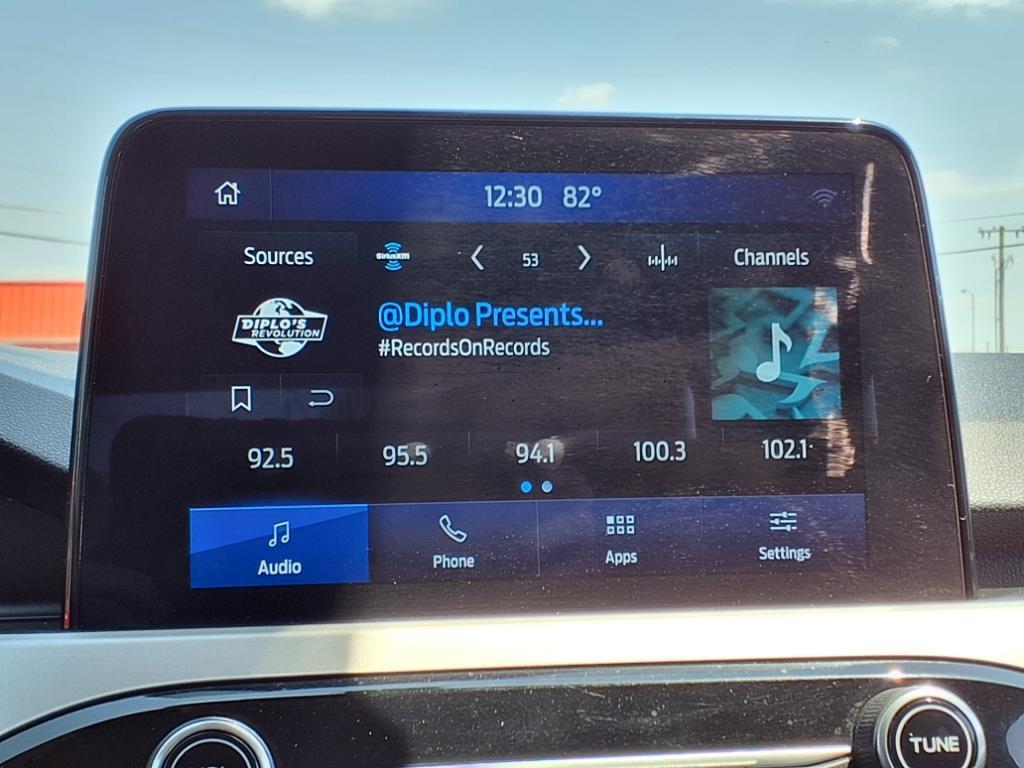 12:30 82°
Sources
SiriusXM
53
Channels
DIPLO'S
REVOLUTION
@Diplo Presents...
#RecordsOnRecords
92.5
95.5
94.1
100.3
102.1
Audio
Phone
Apps
Settings
TUNE